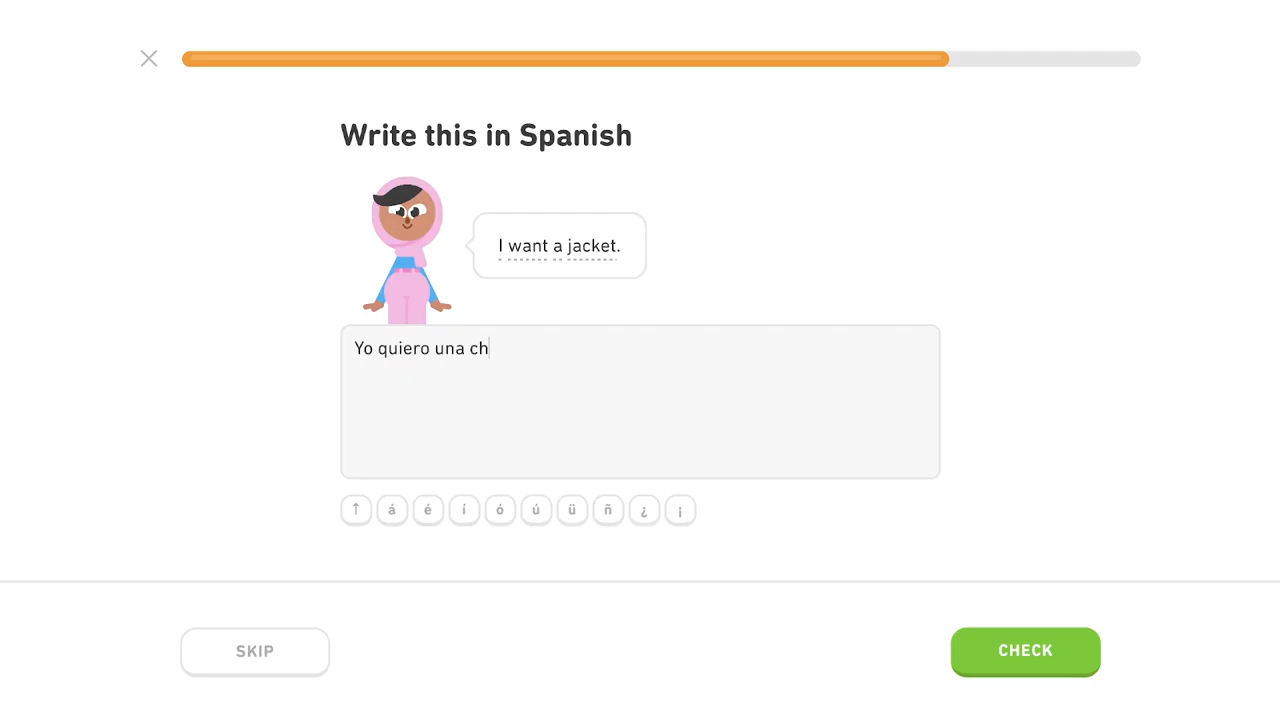 Write this in Spanish
I want a jacket.
Yo quiero una ch
↑ á é í ó ú ü ñ ¿ ¡
SKIP
CHECK